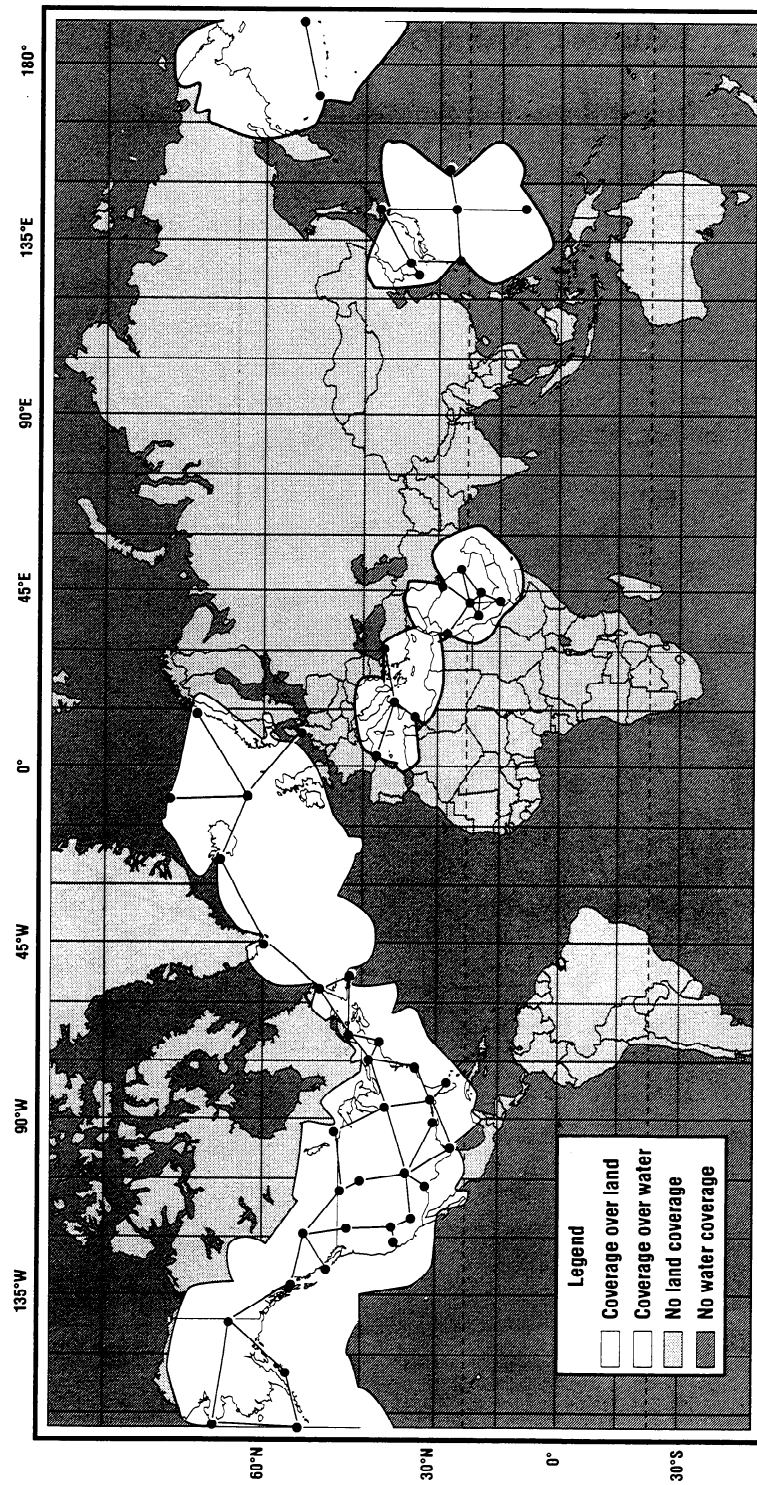 180°
135°E
90°E
45°E
0°
45°W
90°W
135°W
60°N
30°N
0°
30°S
Legend
Coverage over land
Coverage over water
No land coverage
No water coverage